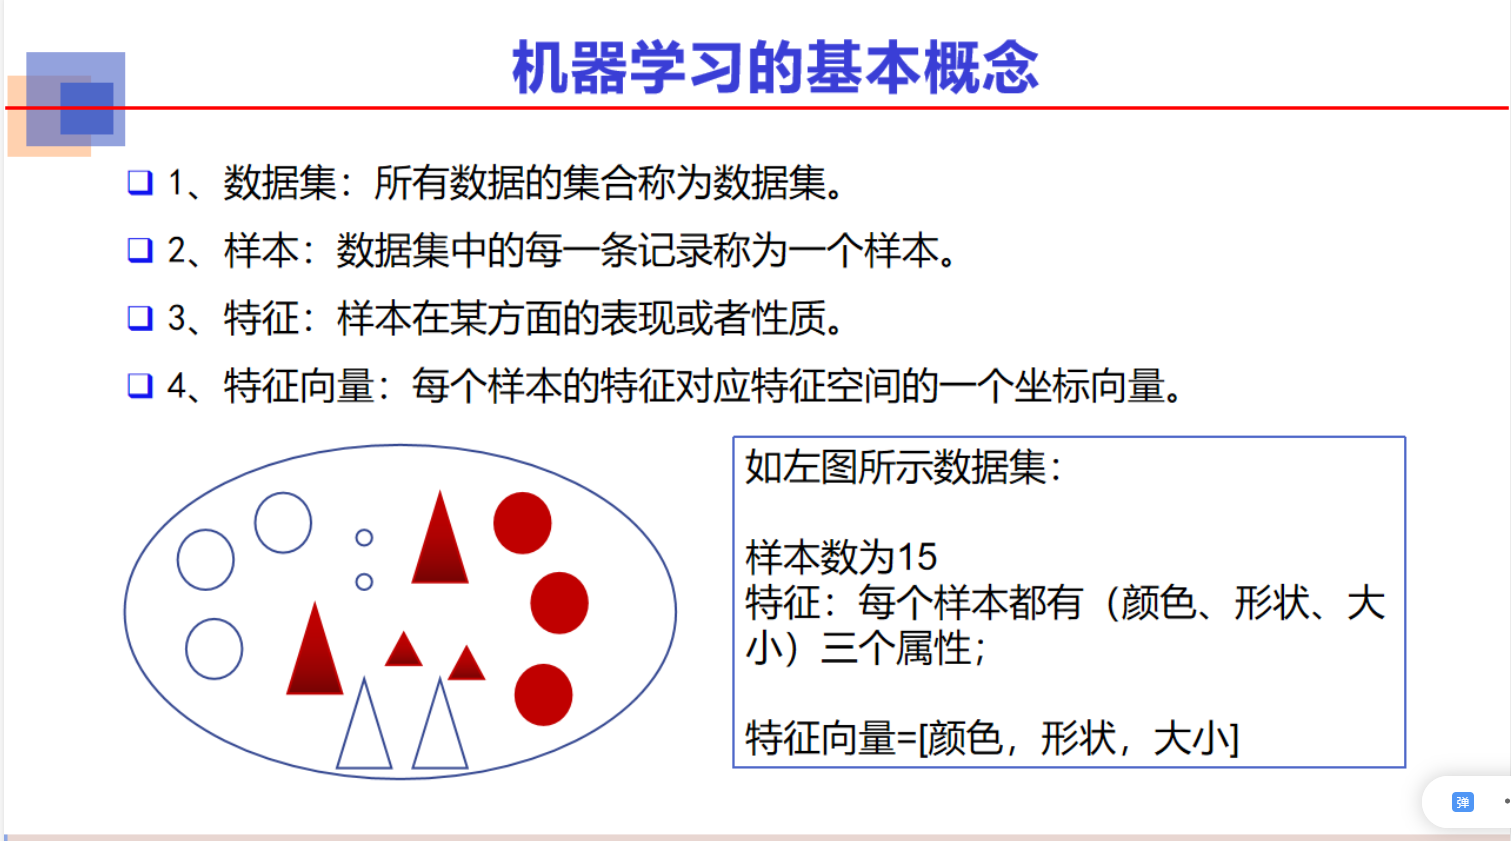 机器学习的基本概念
1、数据集：所有数据的集合称为数据集。
2、样本：数据集中的每一条记录称为一个样本。
3、特征：样本在某方面的表现或者性质。
4、特征向量：每个样本的特征对应特征空间的一个坐标向量。
如左图所示数据集：
样本数为15
特征：每个样本都有（颜色、形状、大
小）三个属性；
特征向量=[颜色，形状，大小]
弹